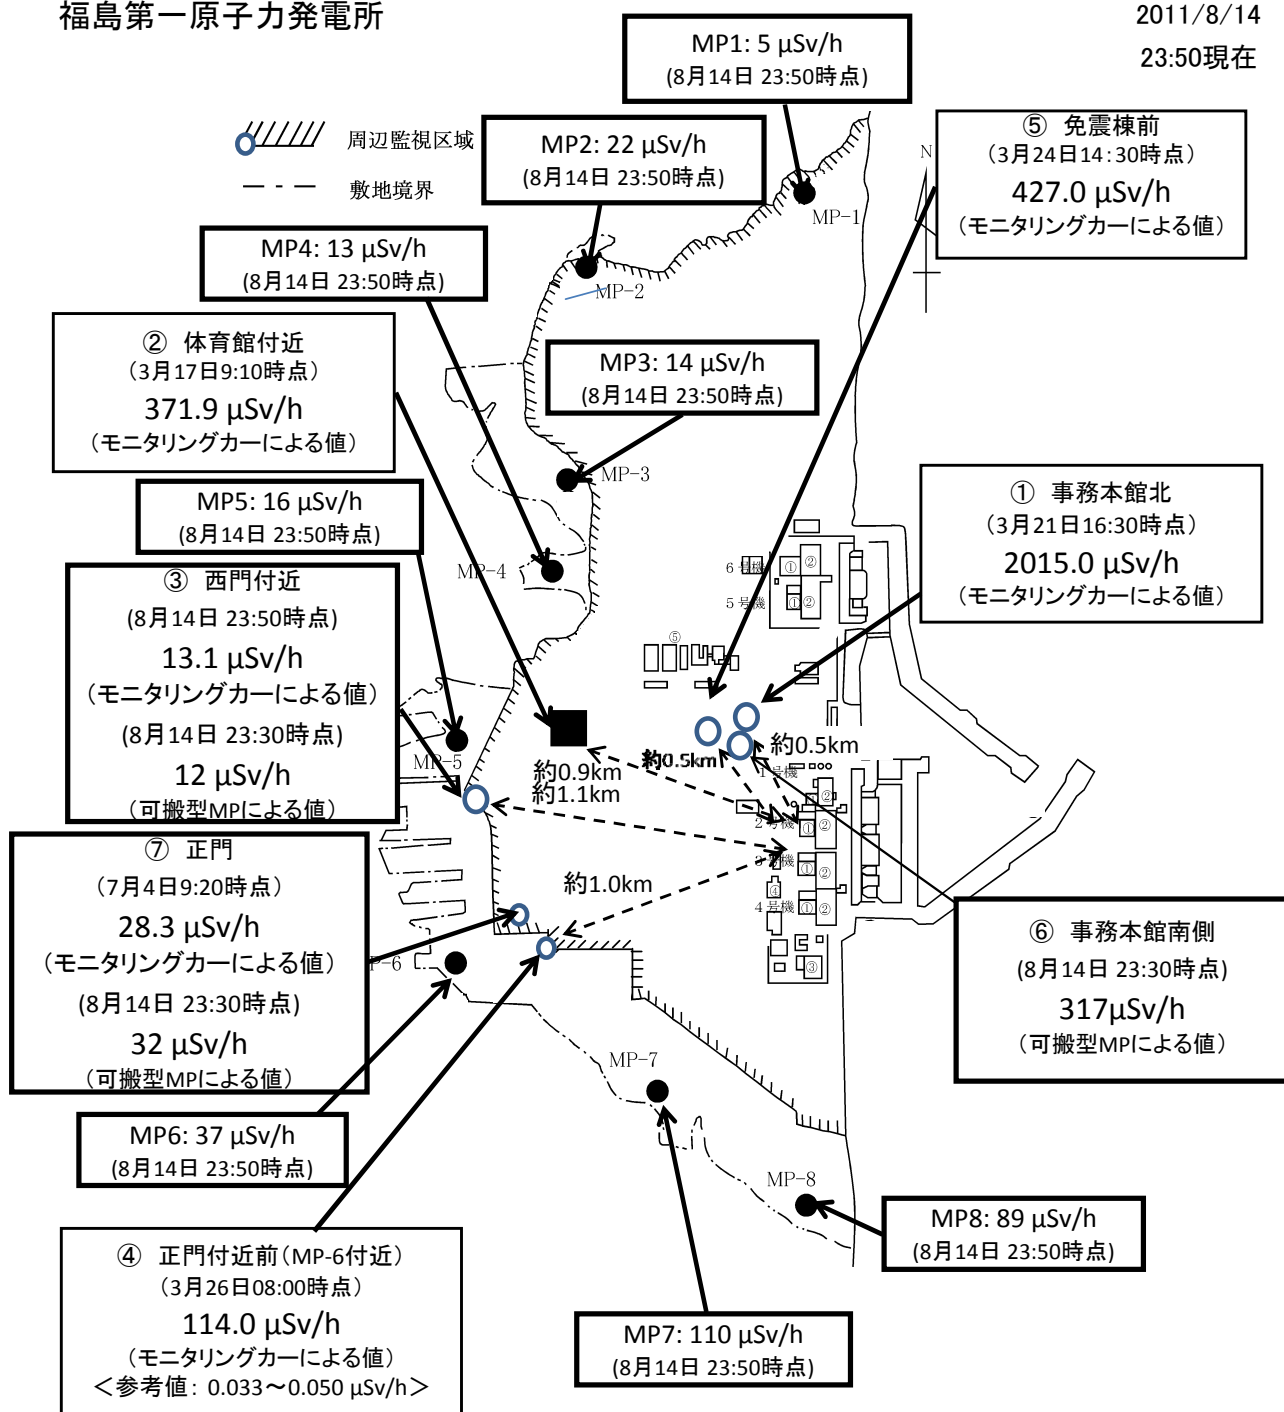 福島第一原子力発電所
2011/8/14
23:50現在
MP1: 5 μSv/h
(8月14日 23:50時点)
周辺監視区域
敷地境界
MP2: 22 μSv/h
(8月14日 23:50時点)
⑤ 免震棟前
(3月24日14:30時点)
427.0 μSv/h
(モニタリングカーによる値)
N
MP-1
MP4: 13 μSv/h
(8月14日 23:50時点)
MP-2
② 体育館付近
(3月17日9:10時点)
371.9 μSv/h
(モニタリングカーによる値)
MP3: 14 μSv/h
(8月14日 23:50時点)
MP-3
MP5: 16 μSv/h
(8月14日 23:50時点)
① 事務本館北
(3月21日16:30時点)
2015.0 μSv/h
(モニタリングカーによる値)
MP-4
③ 西門付近
(8月14日 23:50時点)
13.1 μSv/h
(モニタリングカーによる値)
(8月14日 23:30時点)
12 μSv/h
(可搬型MPによる値)
6号機
① ②
5号機
① ②
⑤
MP-5
約0.9km
約1.1km
約0.5km
約0.5km
1号機
②
2号機
① ②
3号機
① ②
④
4号機
① ②
③
約1.0km
⑦ 正門
(7月4日9:20時点)
28.3 μSv/h
(モニタリングカーによる値)
(8月14日 23:30時点)
32 μSv/h
(可搬型MPによる値)
P-6
⑥ 事務本館南側
(8月14日 23:30時点)
317μSv/h
(可搬型MPによる値)
MP-7
MP6: 37 μSv/h
(8月14日 23:50時点)
MP-8
MP8: 89 μSv/h
(8月14日 23:50時点)
④ 正門付近前(MP-6付近)
(3月26日08:00時点)
114.0 μSv/h
(モニタリングカーによる値)
<参考値: 0.033～0.050 μSv/h>
MP7: 110 μSv/h
(8月14日 23:50時点)